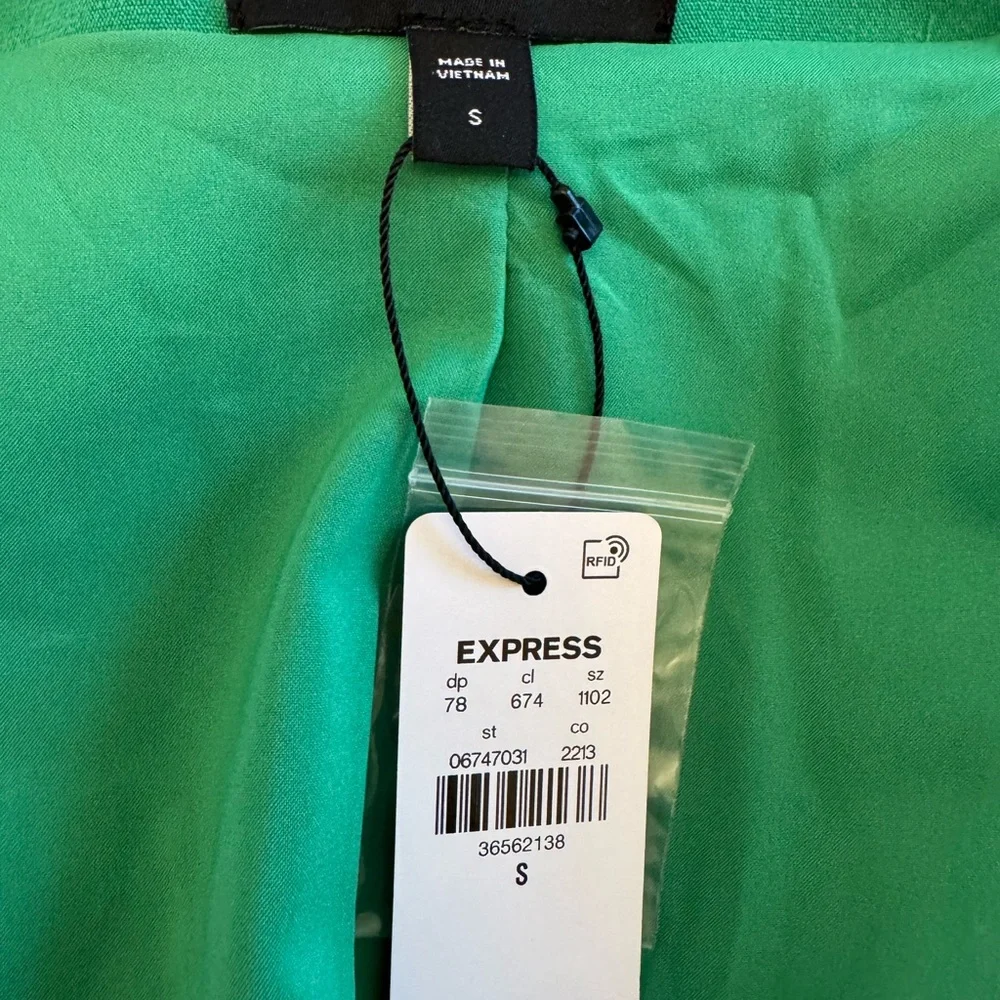 MADE IN
VIETNAM
S
RFID
EXPRESS
dp cl sz
78 674 1102
st co
06747031 2213
36562138
S